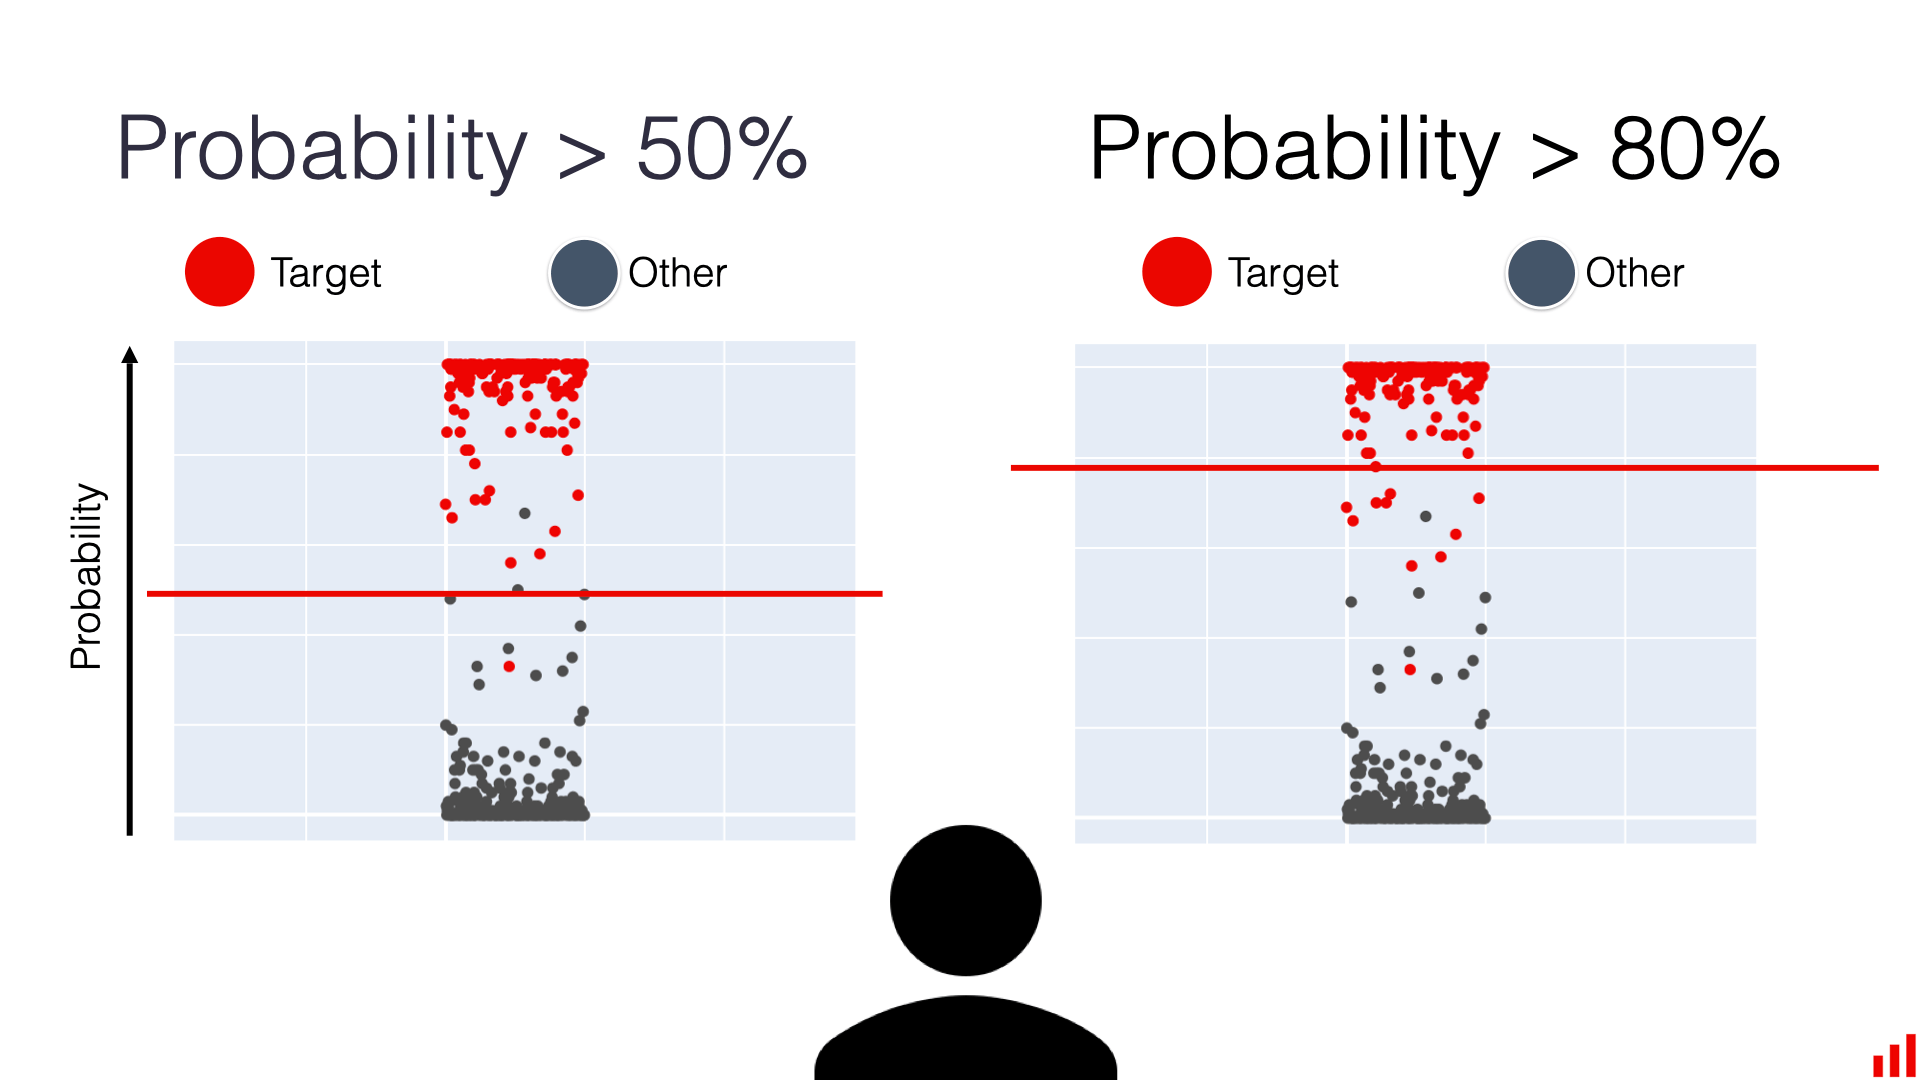 Probability > 50%
Probability > 80%
Target
Other
Target
Other
Probability